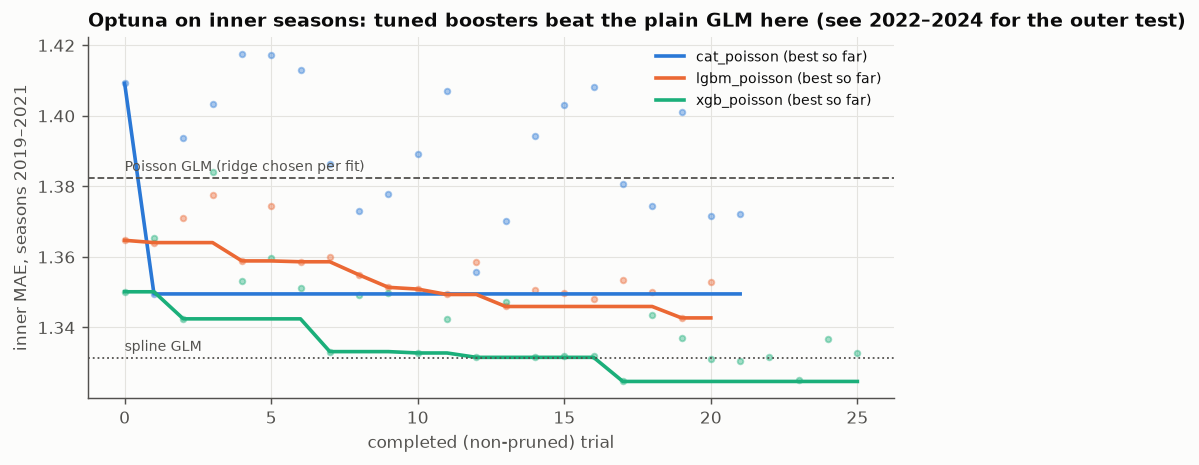 Optuna on inner seasons: tuned boosters beat the plain GLM here (see 2022–2024 for the outer test)
inner MAE, seasons 2019–2021
1.42
1.40
1.38
1.36
1.34
cat_poisson (best so far)
lgbm_poisson (best so far)
xgb_poisson (best so far)
Poisson GLM (ridge chosen per fit)
spline GLM
0
5
10
15
20
25
completed (non-pruned) trial